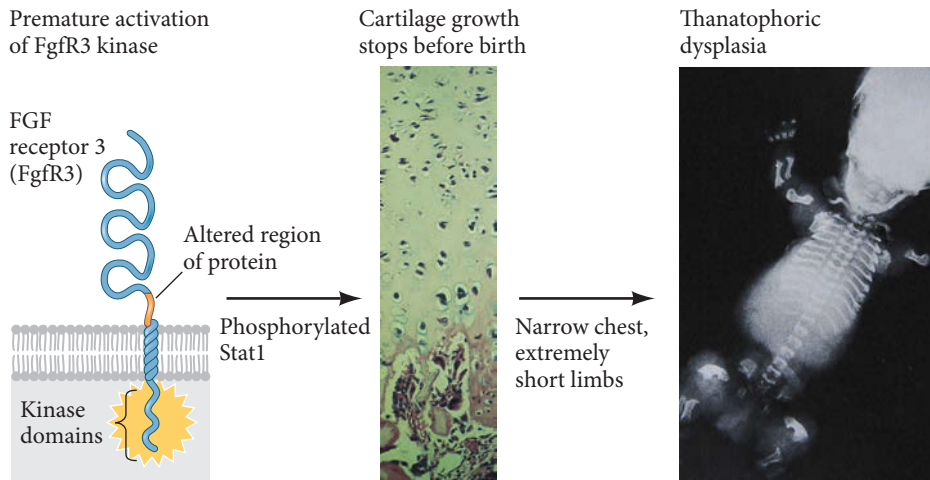 Premature activation
of FgfR3 kinase
FGF
receptor 3
(FgfR3)
Altered region
of protein
Kinase
domains
Phosphorylated
Stat1
Cartilage growth
stops before birth
Narrow chest,
extremely
short limbs
Thanatophoric
dysplasia